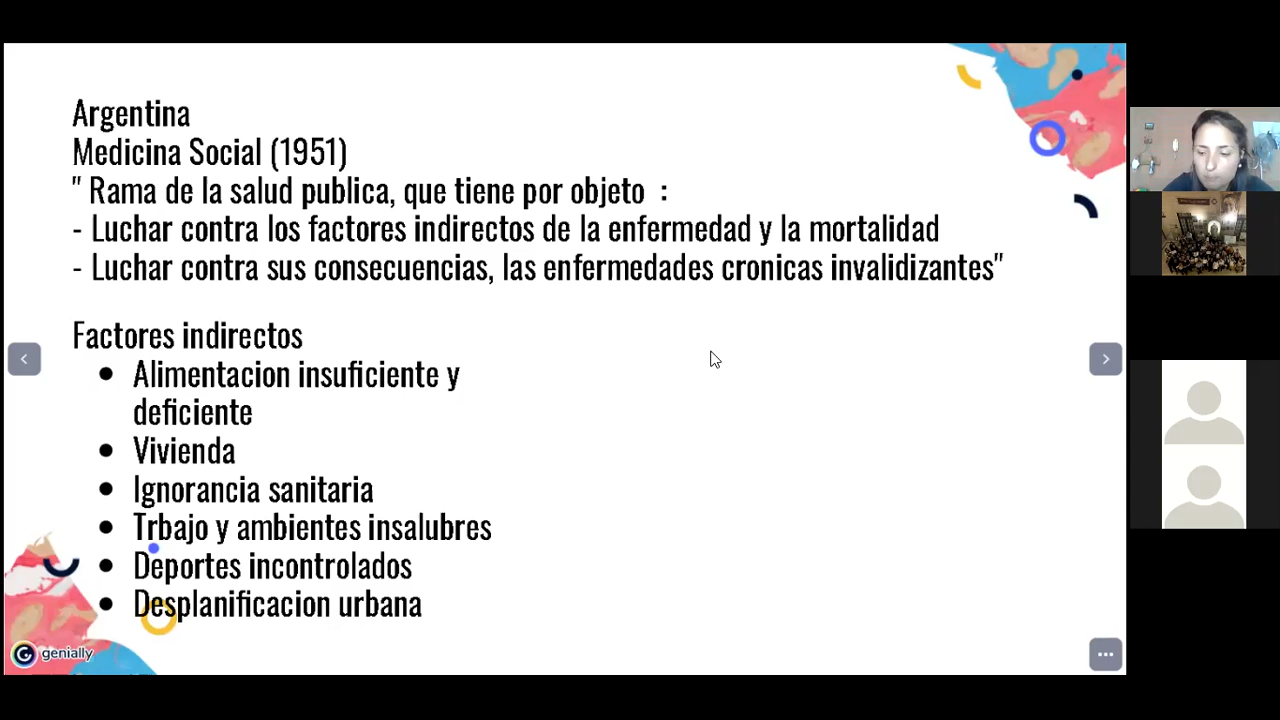 Argentina
Medicina Social (1951)
" Rama de la salud publica, que tiene por objeto  :
- Luchar contra los factores indirectos de la enfermedad y la mortalidad
- Luchar contra sus consecuencias, las enfermedades cronicas invalidizantes"
Factores indirectos
• Alimentacion insuficiente y
deficiente
• Vivienda
• Ignorancia sanitaria
• Trbajo y ambientes insalubres
• Deportes incontrolados
• Desplanificacion urbana
genially